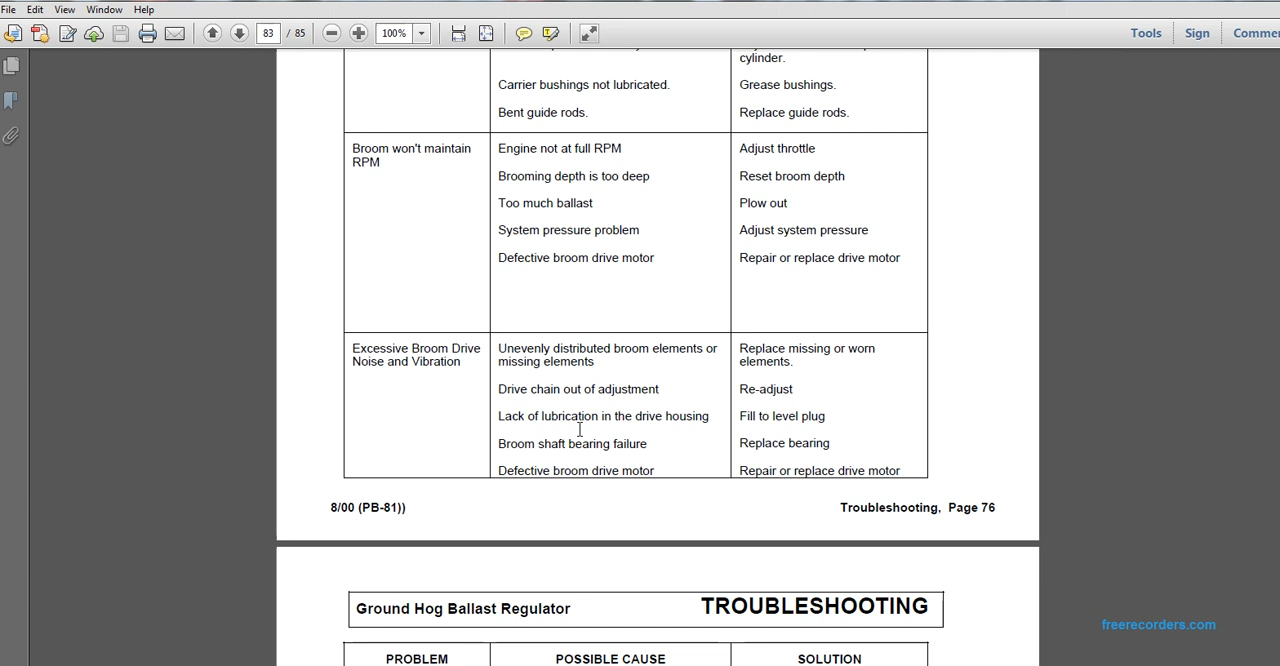 File Edit View Window Help
83 / 85 100% Tools Sign Comme
cylinder.
Carrier bushings not lubricated. Grease bushings.
Bent guide rods. Replace guide rods.
Broom won't maintain Engine not at full RPM Adjust throttle
RPM
Brooming depth is too deep Reset broom depth
Too much ballast Plow out
System pressure problem Adjust system pressure
Defective broom drive motor Repair or replace drive motor
Excessive Broom Drive Unevenly distributed broom elements or Replace missing or worn
Noise and Vibration missing elements elements.
Drive chain out of adjustment Re-adjust
Lack of lubrication in the drive housing Fill to level plug
Broom shaft bearing failure Replace bearing
Defective broom drive motor Repair or replace drive motor
8/00 (PB-81)) Troubleshooting, Page 76
Ground Hog Ballast Regulator TROUBLESHOOTING
freerecorders.com
PROBLEM POSSIBLE CAUSE SOLUTION